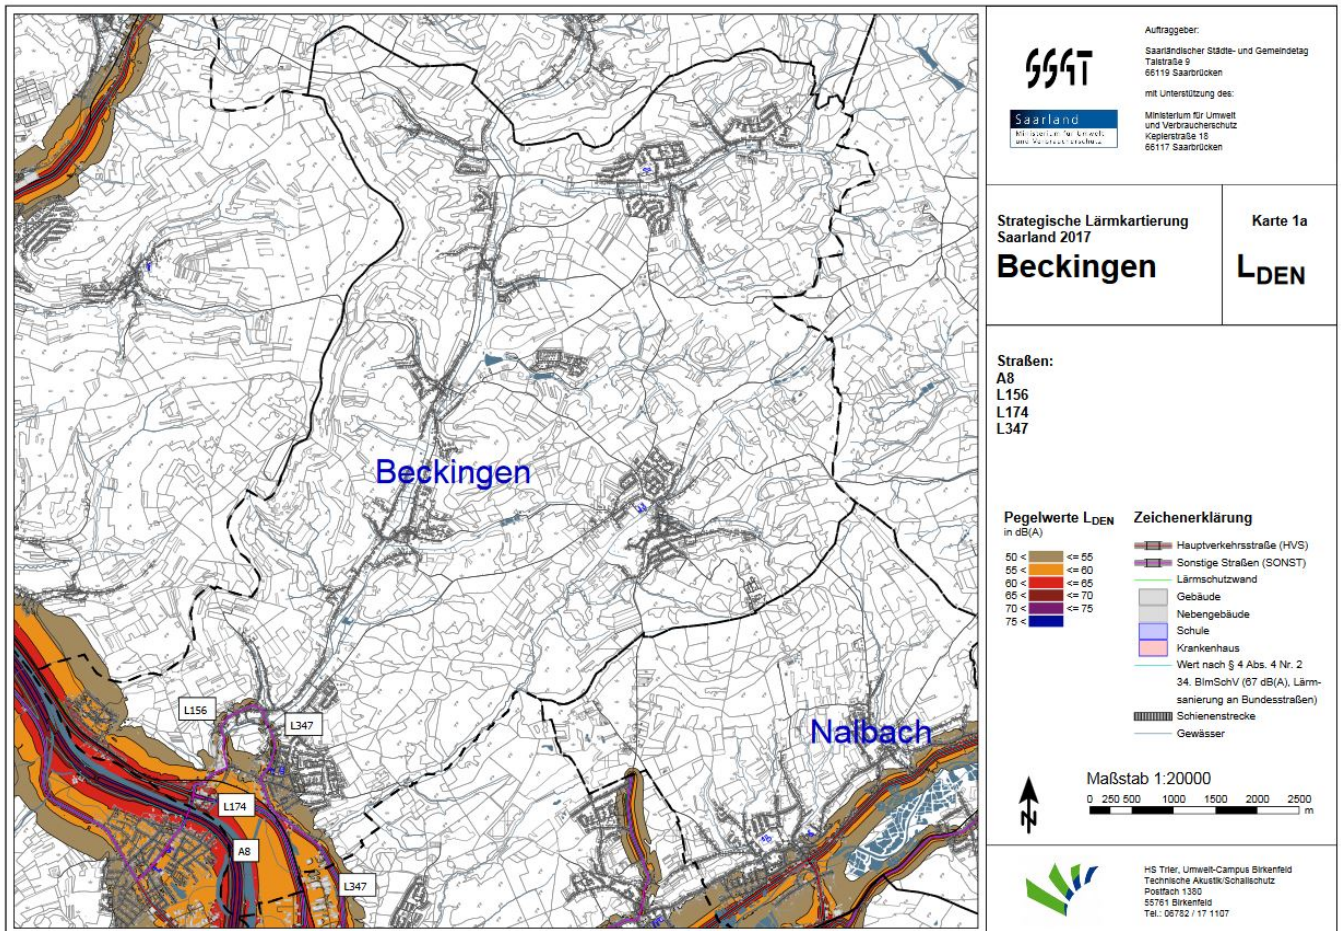 Beckingen
Nalbach
L156
L347
L174
A8
L347
SSGT
Saarland
Ministerium für Umwelt
und Verbraucherschutz
Auftraggeber:
Saarländischer Städte- und Gemeindetag
Talstraße 9
66119 Saarbrücken
mit Unterstützung des:
Ministerium für Umwelt
und Verbraucherschutz
Keplerstraße 18
66117 Saarbrücken
Strategische Lärmkartierung
Saarland 2017
Beckingen
Karte 1a
LDEN
Straßen:
A8
L156
L174
L347
Pegelwerte LDEN
in dB(A)
50 < <= 55
55 < <= 60
60 < <= 65
65 < <= 70
70 < <= 75
75 <
Zeichenerklärung
Hauptverkehrsstraße (HVS)
Sonstige Straßen (SONST)
Lärmschutzwand
Gebäude
Nebengebäude
Schule
Krankenhaus
Wert nach § 4 Abs. 4 Nr. 2
34. BImSchV (67 dB(A), Lärm-
sanierung an Bundesstraßen)
Schienenstrecke
Gewässer
N
Maßstab 1:20000
0 250 500 1000 1500 2000 2500
m
HS Trier, Umwelt-Campus Birkenfeld
Technische Akustik/Schallschutz
Postfach 1380
55761 Birkenfeld
Tel.: 06782 / 17 1107